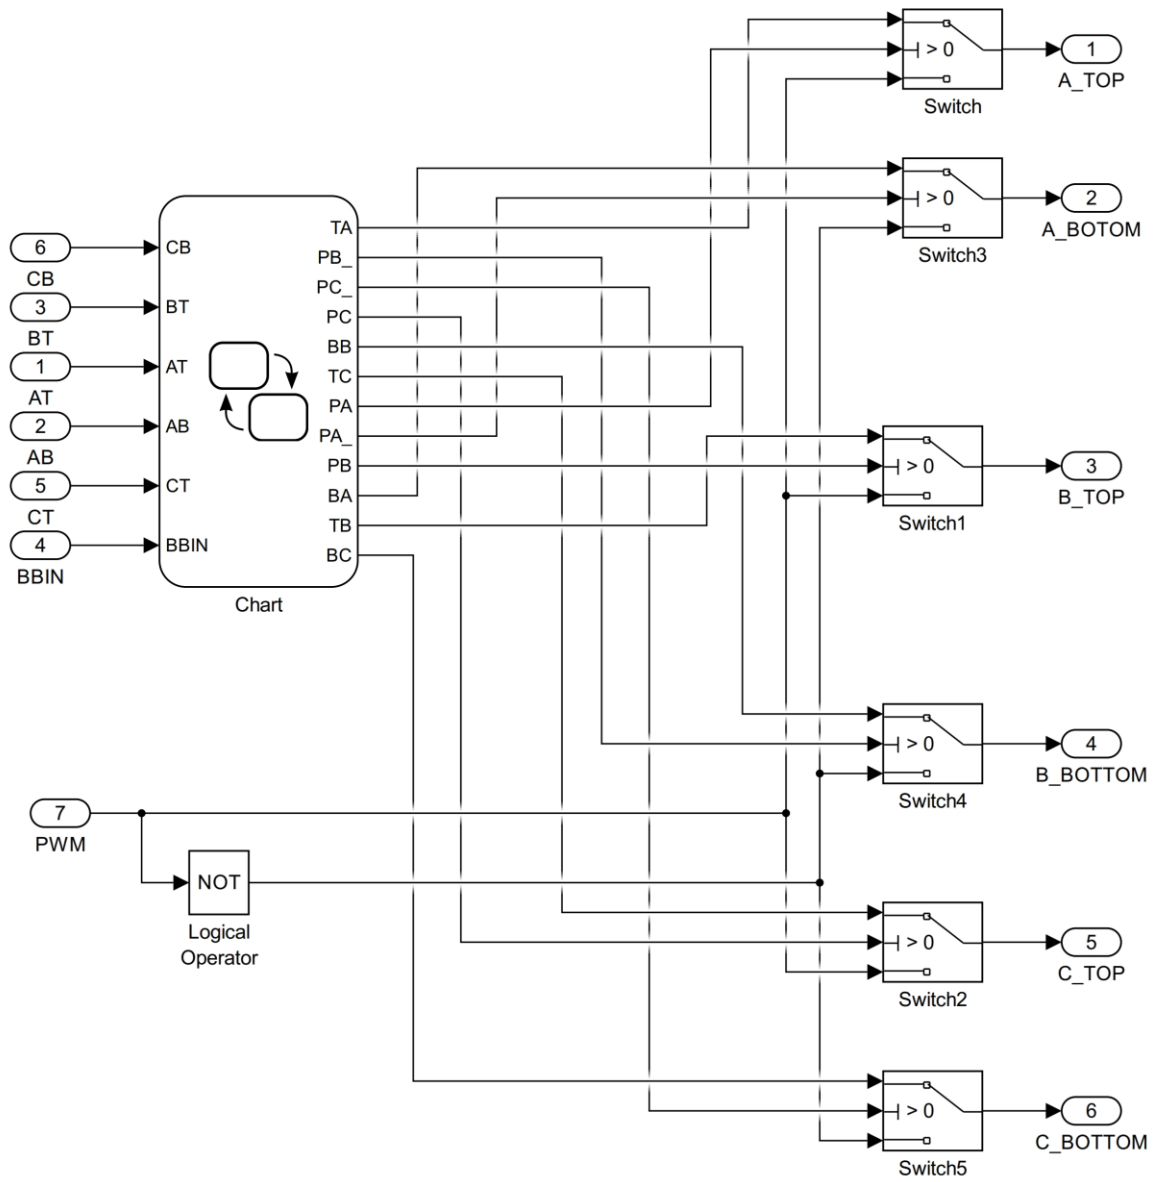 1
A_TOP
> 0
Switch
2
A_BOTOM
> 0
Switch3
6
CB
3
BT
1
AT
2
AB
5
CT
4
BBIN
CB
BT
AT
AB
CT
BBIN
TA
PB_
PC_
PC
BB
TC
PA
PA_
PB
BA
TB
BC
Chart
> 0
Switch1
3
B_TOP
> 0
Switch4
4
B_BOTTOM
7
PWM
NOT
Logical
Operator
> 0
Switch2
5
C_TOP
> 0
Switch5
6
C_BOTTOM